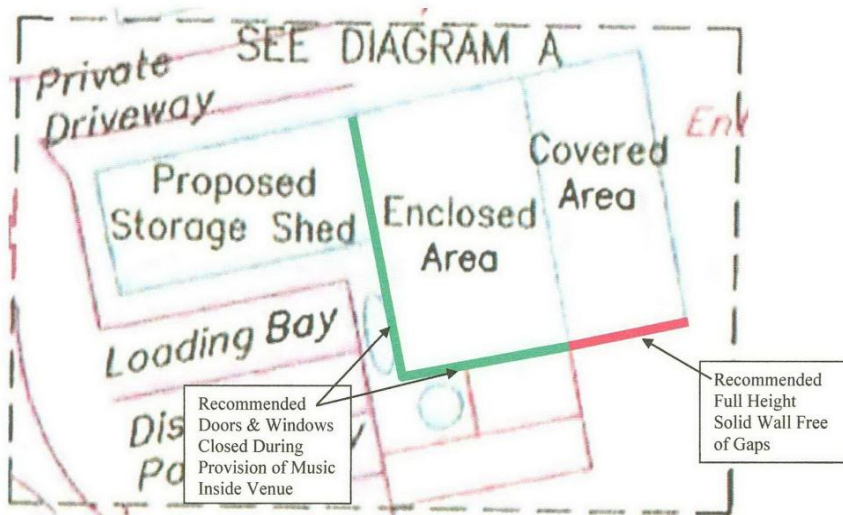 SEE DIAGRAM A
Private
Driveway
Covered
Area
Proposed
Storage Shed
Enclosed
Area
Loading Bay
Recommended
Doors & Windows
Closed During
Provision of Music
Inside Venue
Recommended
Full Height
Solid Wall Free
of Gaps